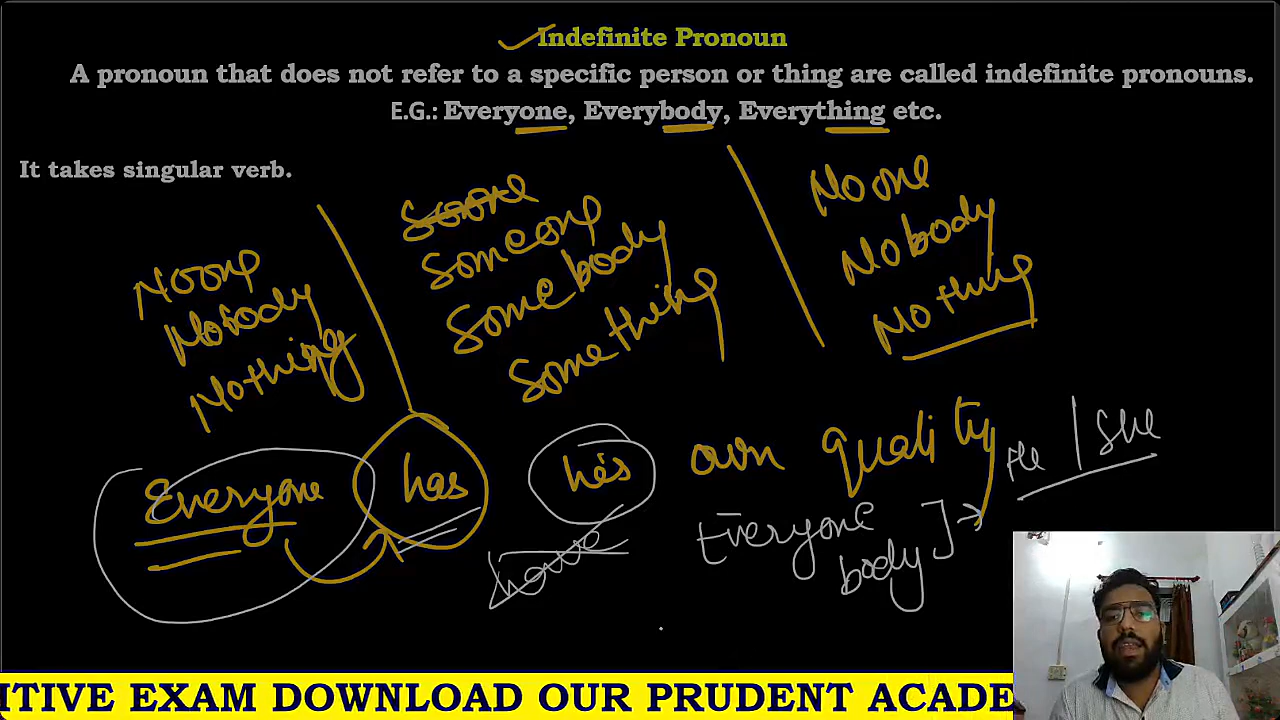 Indefinite Pronoun
A pronoun that does not refer to a specific person or thing are called indefinite pronouns.
E.G.: Everyone, Everybody, Everything etc.
It takes singular verb.
Noone
Nobody
Nothing
Someone
Somebody
Something
No one
Nobody
Nothing
Everyone has his own quality
he / she
have
Everyone
body
ITIVE EXAM DOWNLOAD OUR PRUDENT ACADE